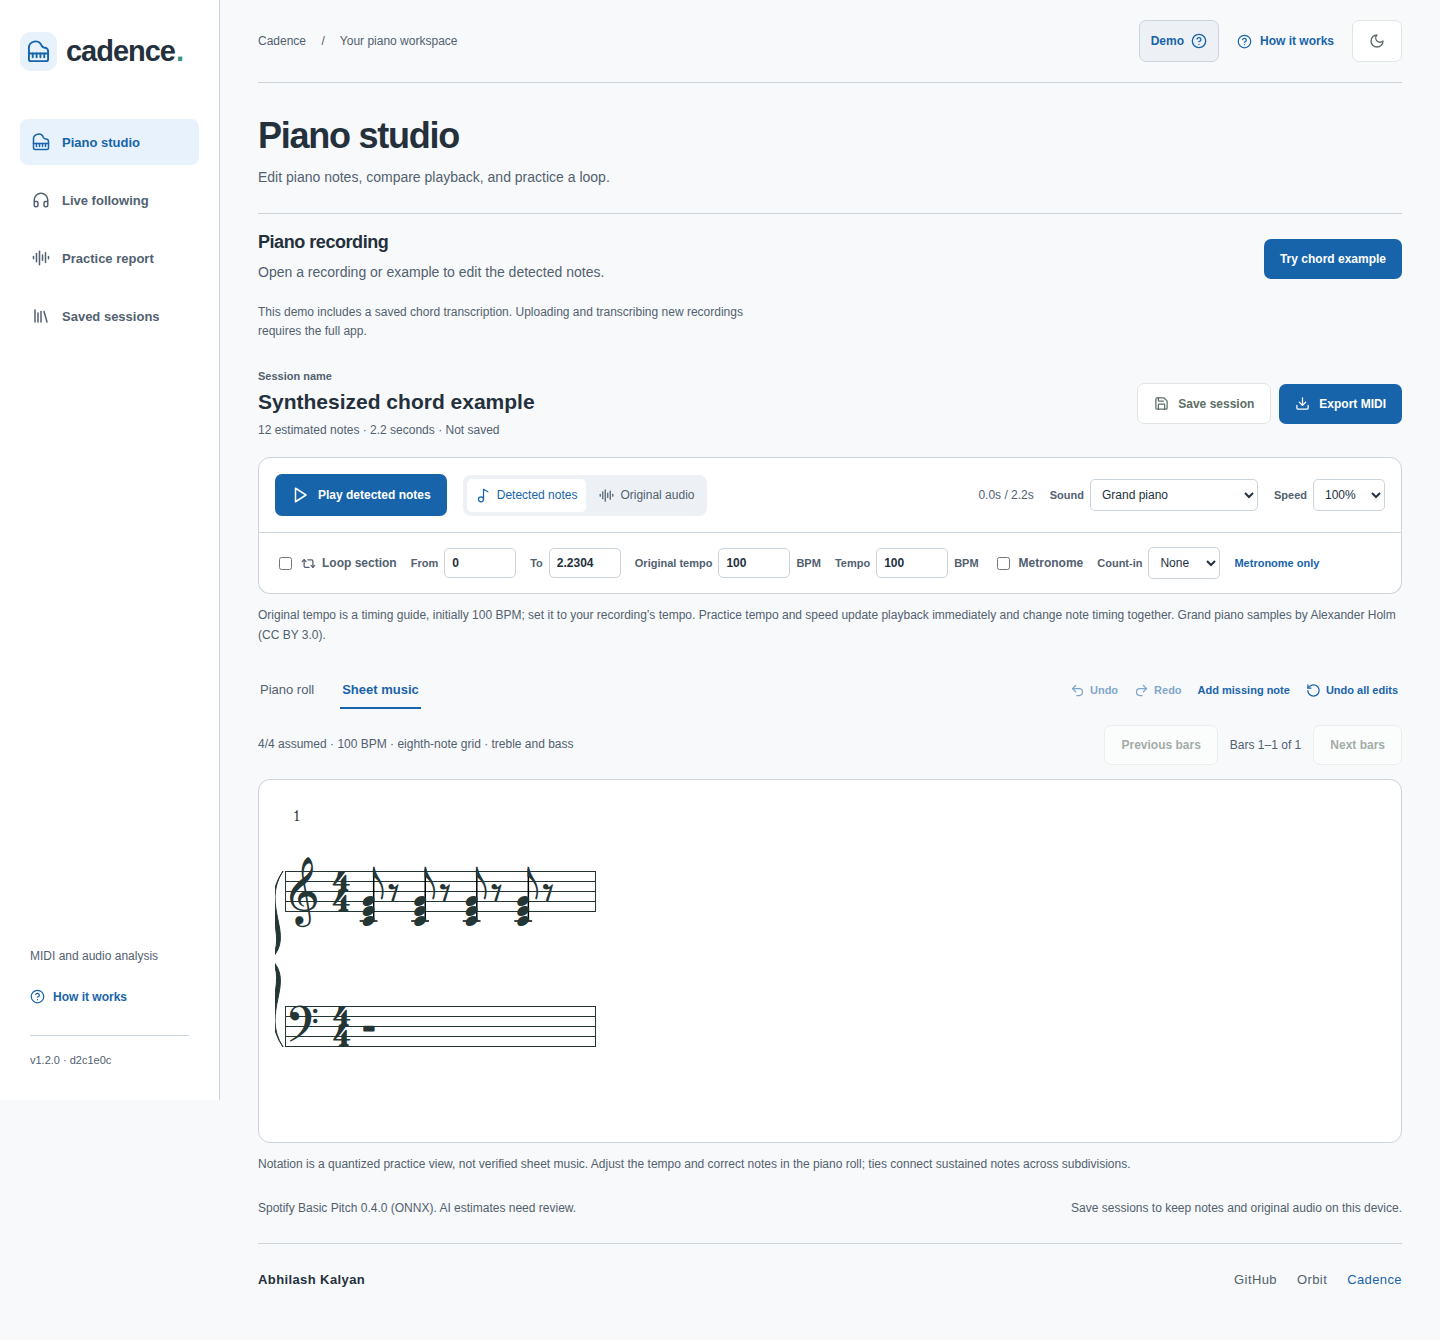 cadence.
Piano studio
Live following
Practice report
Saved sessions
MIDI and audio analysis
How it works
v1.2.0 · d2c1e0c
Cadence / Your piano workspace
Demo
How it works
Piano studio
Edit piano notes, compare playback, and practice a loop.
Piano recording
Open a recording or example to edit the detected notes.
Try chord example
This demo includes a saved chord transcription. Uploading and transcribing new recordings
requires the full app.
Session name
Synthesized chord example
12 estimated notes · 2.2 seconds · Not saved
Save session
Export MIDI
Play detected notes
Detected notes
Original audio
0.0s / 2.2s
Sound Grand piano
Speed 100%
Loop section From 0 To 2.2304 Original tempo 100 BPM Tempo 100 BPM Metronome Count-in None Metronome only
Original tempo is a timing guide, initially 100 BPM; set it to your recording's tempo. Practice tempo and speed update playback immediately and change note timing together. Grand piano samples by Alexander Holm
(CC BY 3.0).
Piano roll
Sheet music
Undo
Redo
Add missing note
Undo all edits
4/4 assumed · 100 BPM · eighth-note grid · treble and bass
Previous bars
Bars 1–1 of 1
Next bars
1
4
4
4
4
Notation is a quantized practice view, not verified sheet music. Adjust the tempo and correct notes in the piano roll; ties connect sustained notes across subdivisions.
Spotify Basic Pitch 0.4.0 (ONNX). AI estimates need review.
Save sessions to keep notes and original audio on this device.
Abhilash Kalyan
GitHub
Orbit
Cadence